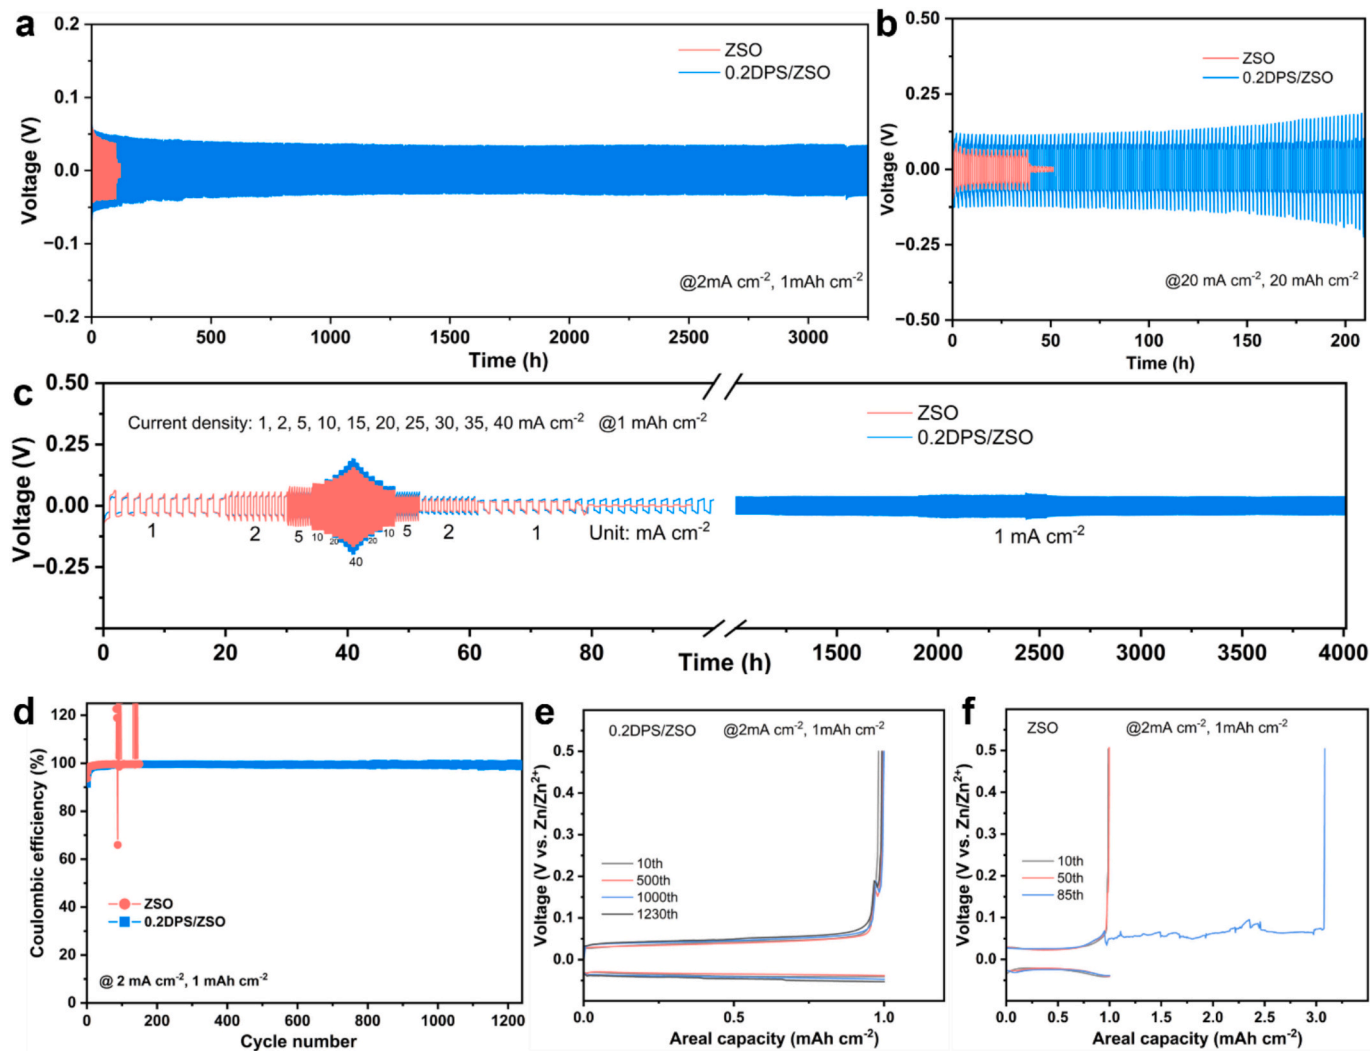 a
0.2
0.1
0.0
−0.1
−0.2
Voltage (V)
ZSO
0.2DPS/ZSO
@2mA cm-2, 1mAh cm-2
0 500 1000 1500 2000 2500 3000
Time (h)
b
0.50
0.25
0.00
−0.25
−0.50
Voltage (V)
ZSO
0.2DPS/ZSO
@20 mA cm-2, 20 mAh cm-2
0 50 100 150 200
Time (h)
c
0.50
0.25
0.00
−0.25
Voltage (V)
Current density: 1, 2, 5, 10, 15, 20, 25, 30, 35, 40 mA cm-2 @1 mAh cm-2
ZSO
0.2DPS/ZSO
1 2 5 10 20 40 20 10 5 2 1 Unit: mA cm-2
1 mA cm-2
0 20 40 60 80 1500 2000 2500 3000 3500 4000
Time (h)
d
120
100
80
60
40
20
0
Coulombic efficiency (%)
ZSO
0.2DPS/ZSO
@ 2 mA cm-2, 1 mAh cm-2
0 200 400 600 800 1000 1200
Cycle number
e
0.2DPS/ZSO @2mA cm-2, 1mAh cm-2
0.5
0.4
0.3
0.2
0.1
0.0
Voltage (V vs. Zn/Zn2+)
10th
500th
1000th
1230th
0.0 0.5 1.0
Areal capacity (mAh cm-2)
f
ZSO @2mA cm-2, 1mAh cm-2
0.5
0.4
0.3
0.2
0.1
0.0
Voltage (V vs. Zn/Zn2+)
10th
50th
85th
0.0 0.5 1.0 1.5 2.0 2.5 3.0
Areal capacity (mAh cm-2)